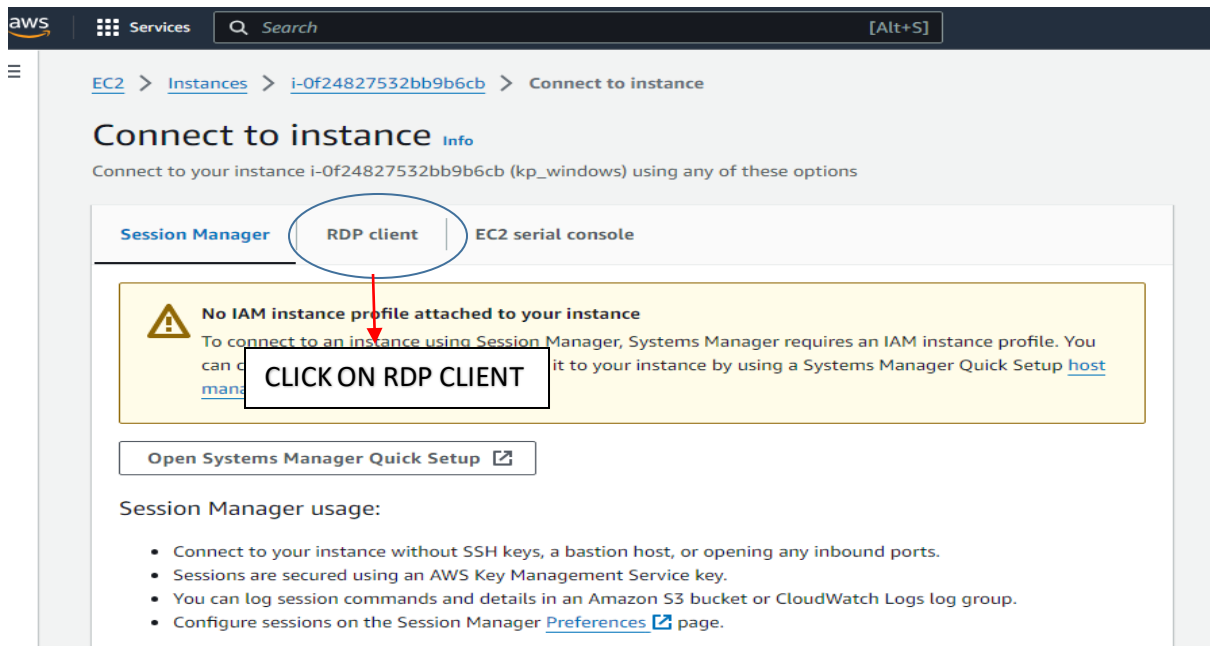 aws Services Search [Alt+S]
EC2 > Instances > i-0f24827532bb9b6cb > Connect to instance
Connect to instance Info
Connect to your instance i-0f24827532bb9b6cb (kp_windows) using any of these options
Session Manager RDP client EC2 serial console
No IAM instance profile attached to your instance
To connect to an instance using Session Manager, Systems Manager requires an IAM instance profile. You
can it to your instance by using a Systems Manager Quick Setup host
CLICK ON RDP CLIENT
Open Systems Manager Quick Setup
Session Manager usage:
• Connect to your instance without SSH keys, a bastion host, or opening any inbound ports.
• Sessions are secured using an AWS Key Management Service key.
• You can log session commands and details in an Amazon S3 bucket or CloudWatch Logs log group.
• Configure sessions on the Session Manager Preferences page.